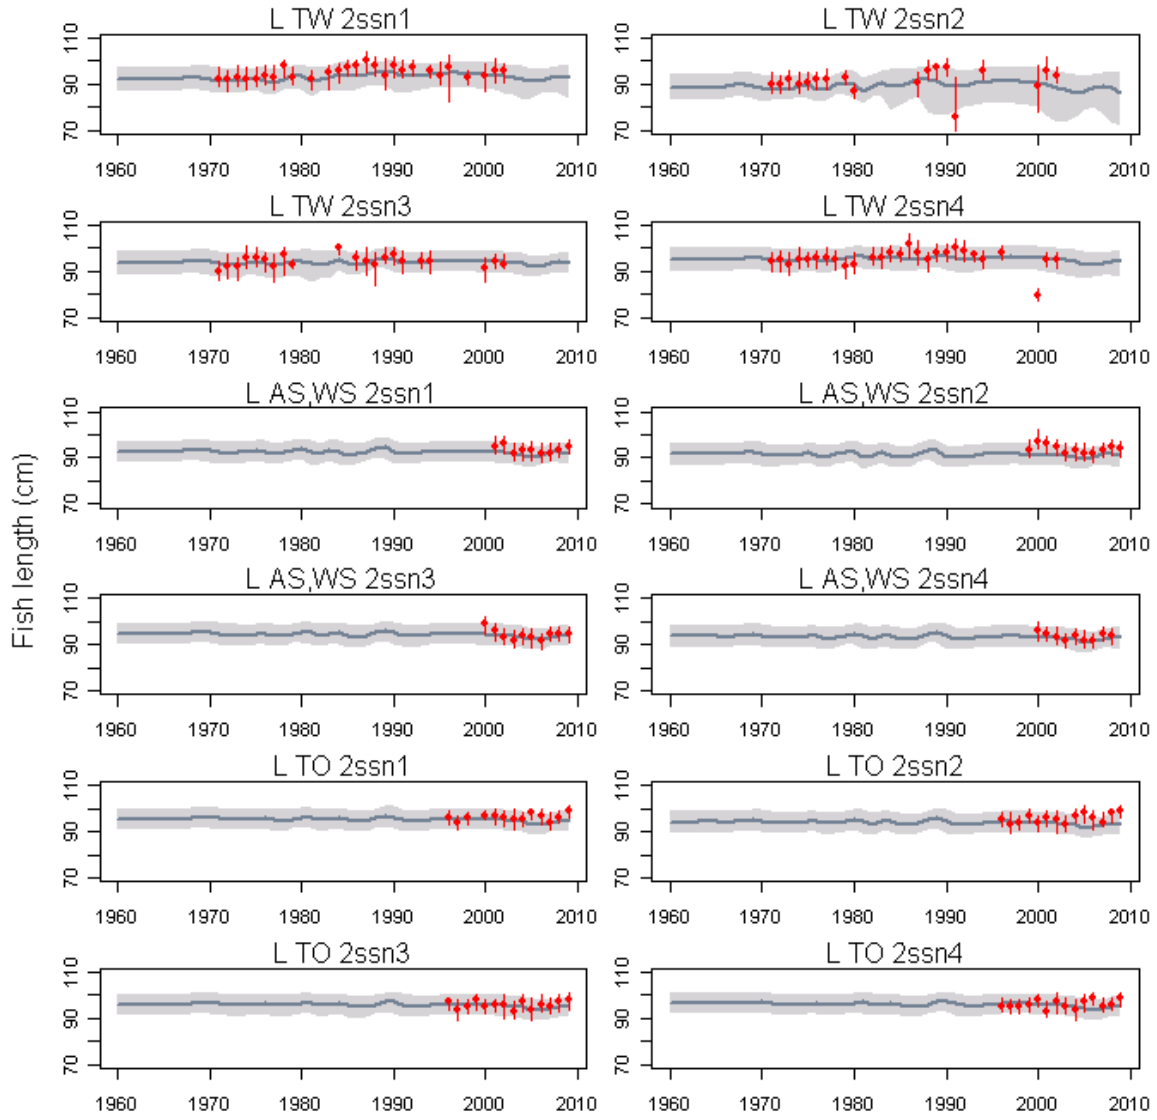 L TW 2ssn1 L TW 2ssn2
110 110
90 90
70 70
1960 1970 1980 1990 2000 2010 1960 1970 1980 1990 2000 2010
L TW 2ssn3 L TW 2ssn4
110 110
90 90
70 70
1960 1970 1980 1990 2000 2010 1960 1970 1980 1990 2000 2010
L AS,WS 2ssn1 L AS,WS 2ssn2
110 110
90 90
70 70
1960 1970 1980 1990 2000 2010 1960 1970 1980 1990 2000 2010
Fish length (cm)
L AS,WS 2ssn3 L AS,WS 2ssn4
110 110
90 90
70 70
1960 1970 1980 1990 2000 2010 1960 1970 1980 1990 2000 2010
L TO 2ssn1 L TO 2ssn2
110 110
90 90
70 70
1960 1970 1980 1990 2000 2010 1960 1970 1980 1990 2000 2010
L TO 2ssn3 L TO 2ssn4
110 110
90 90
70 70
1960 1970 1980 1990 2000 2010 1960 1970 1980 1990 2000 2010